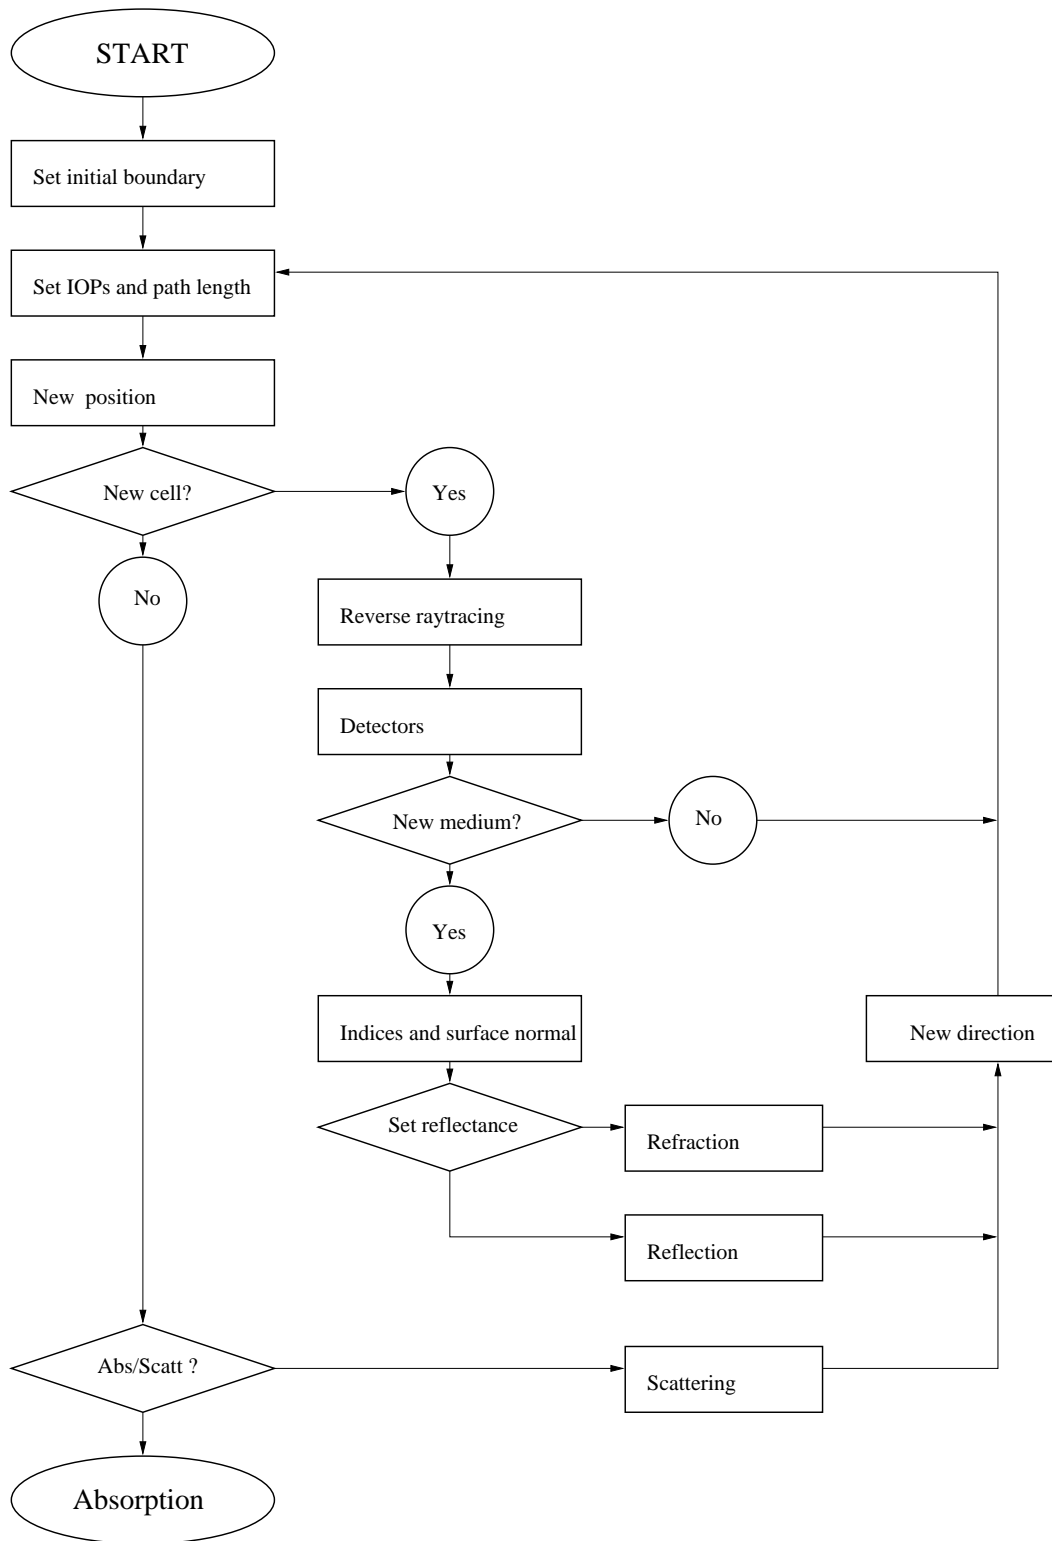 START
Set initial boundary
Set IOPs and path length
New position
New cell?
Yes
No
Reverse raytracing
Detectors
New medium?
No
Yes
Indices and surface normal
New direction
Set reflectance
Refraction
Reflection
Abs/Scatt ?
Scattering
Absorption